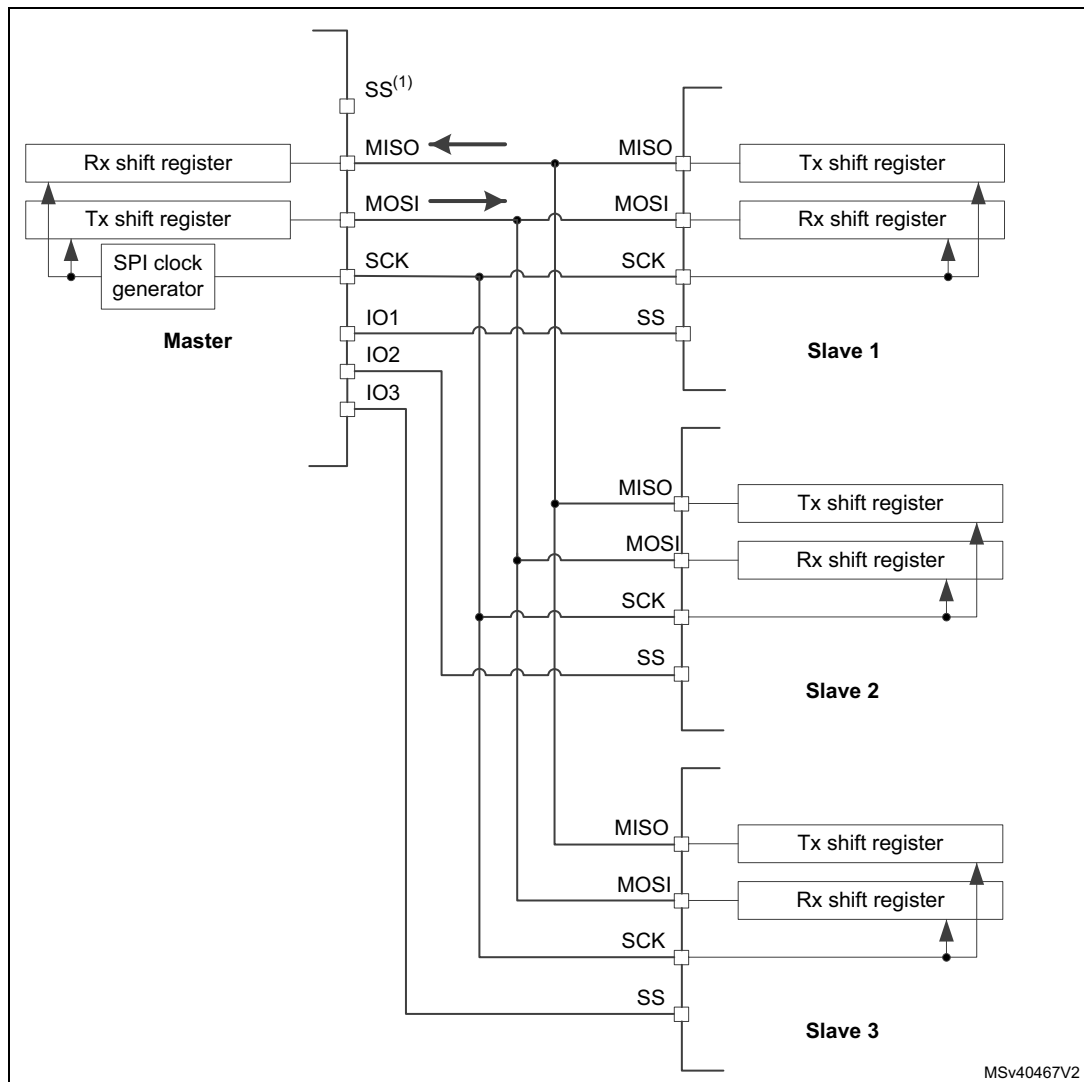 SS(1)
Rx shift register
MISO
MISO
Tx shift register
Tx shift register
MOSI
MOSI
Rx shift register
SPI clock
generator
SCK
SCK
Master
IO1
SS
Slave 1
IO2
IO3
MISO
Tx shift register
MOSI
Rx shift register
SCK
SS
Slave 2
MISO
Tx shift register
MOSI
Rx shift register
SCK
SS
Slave 3
MSv40467V2